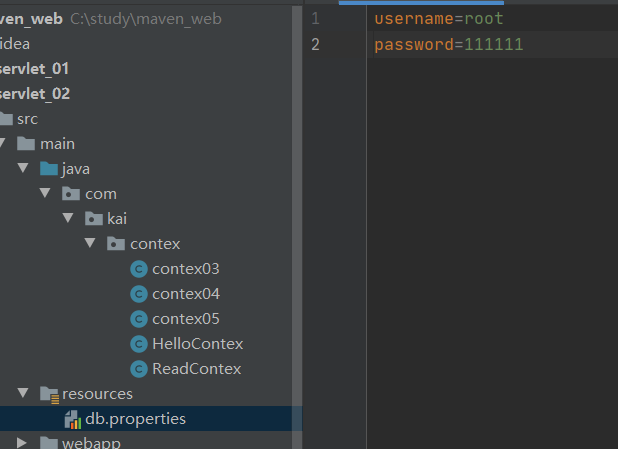 ven_web C:\study\maven_web
idea
servlet_01
servlet_02
src
main
java
com
kai
contex
contex03
contex04
contex05
HelloContex
ReadContex
resources
db.properties
webapp
1 username=root
2 password=111111